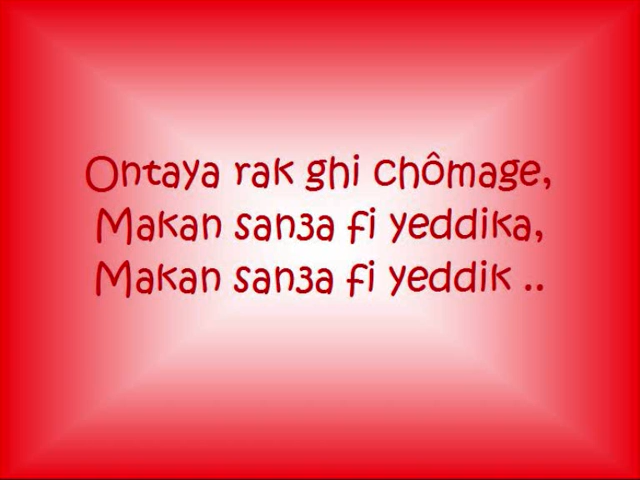 Ontaya rak ghi chômage,
Makan san3a fi yeddika,
Makan san3a fi yeddik ..